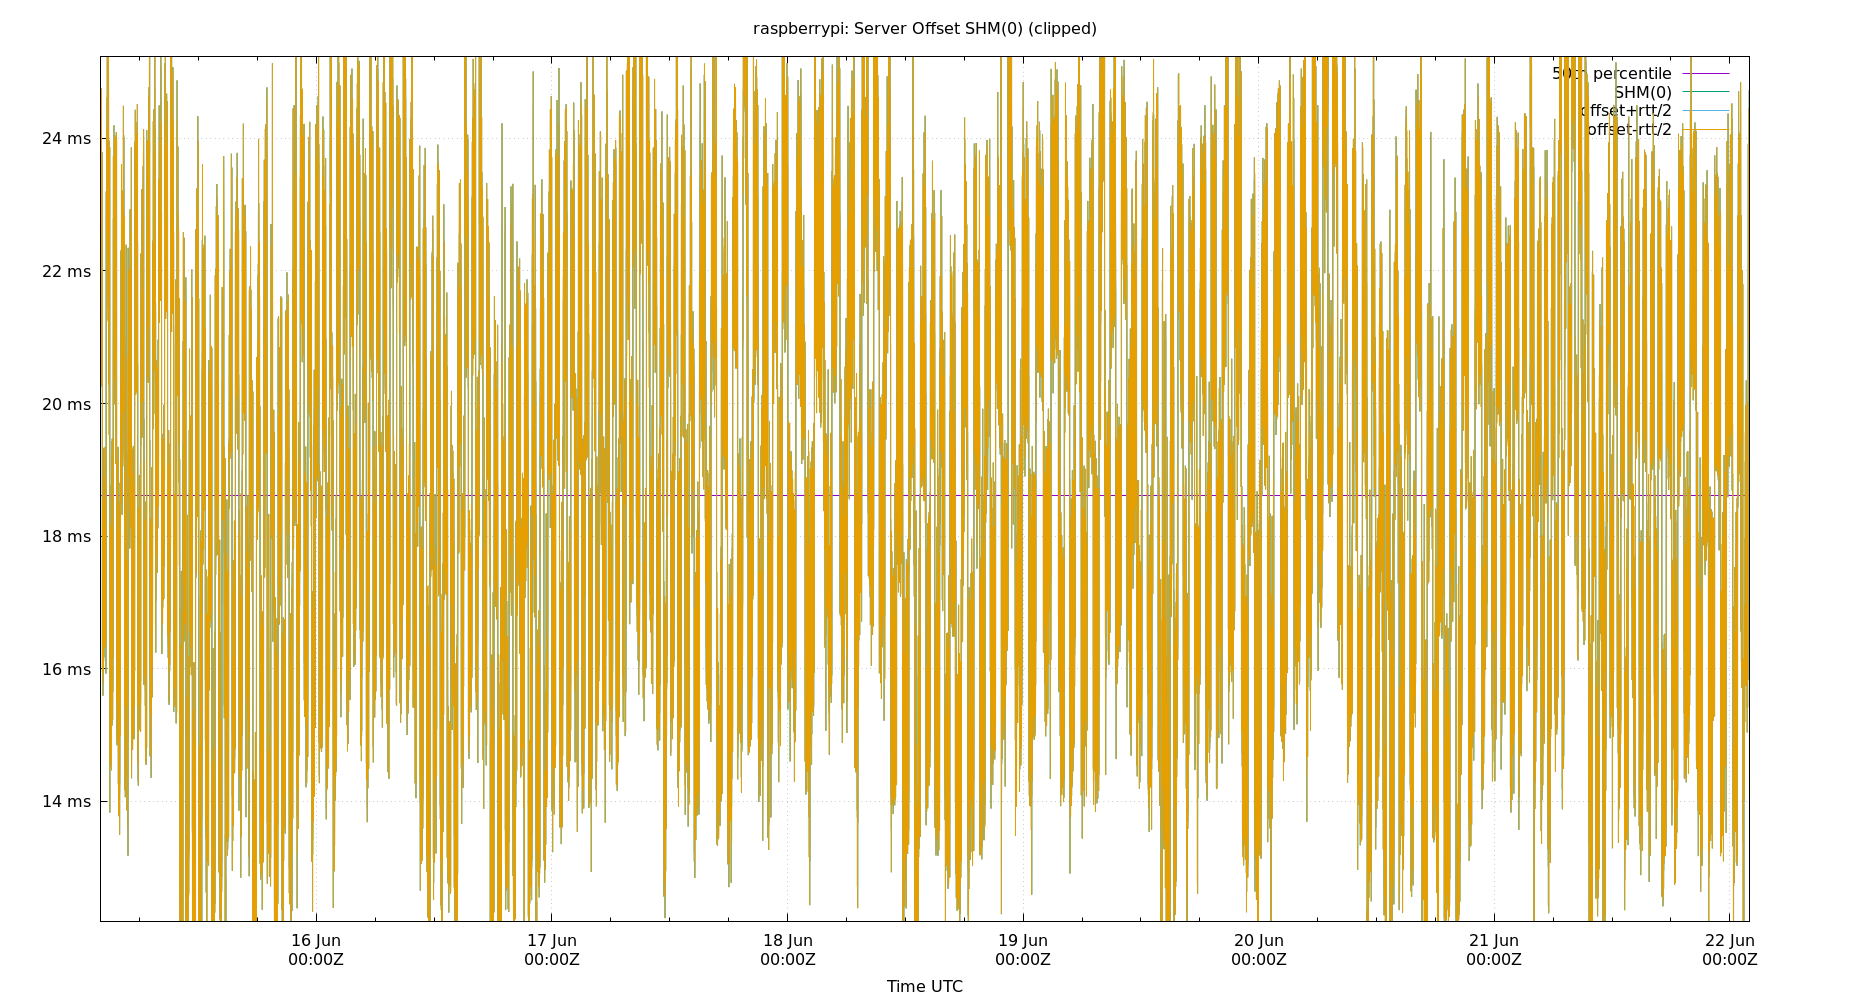 raspberrypi: Server Offset SHM(0) (clipped)
50th percentile
SHM(0)
offset+rtt/2
offset-rtt/2
24 ms
22 ms
20 ms
18 ms
16 ms
14 ms
16 Jun 17 Jun 18 Jun 19 Jun 20 Jun 21 Jun 22 Jun
00:00Z 00:00Z 00:00Z 00:00Z 00:00Z 00:00Z 00:00Z
Time UTC